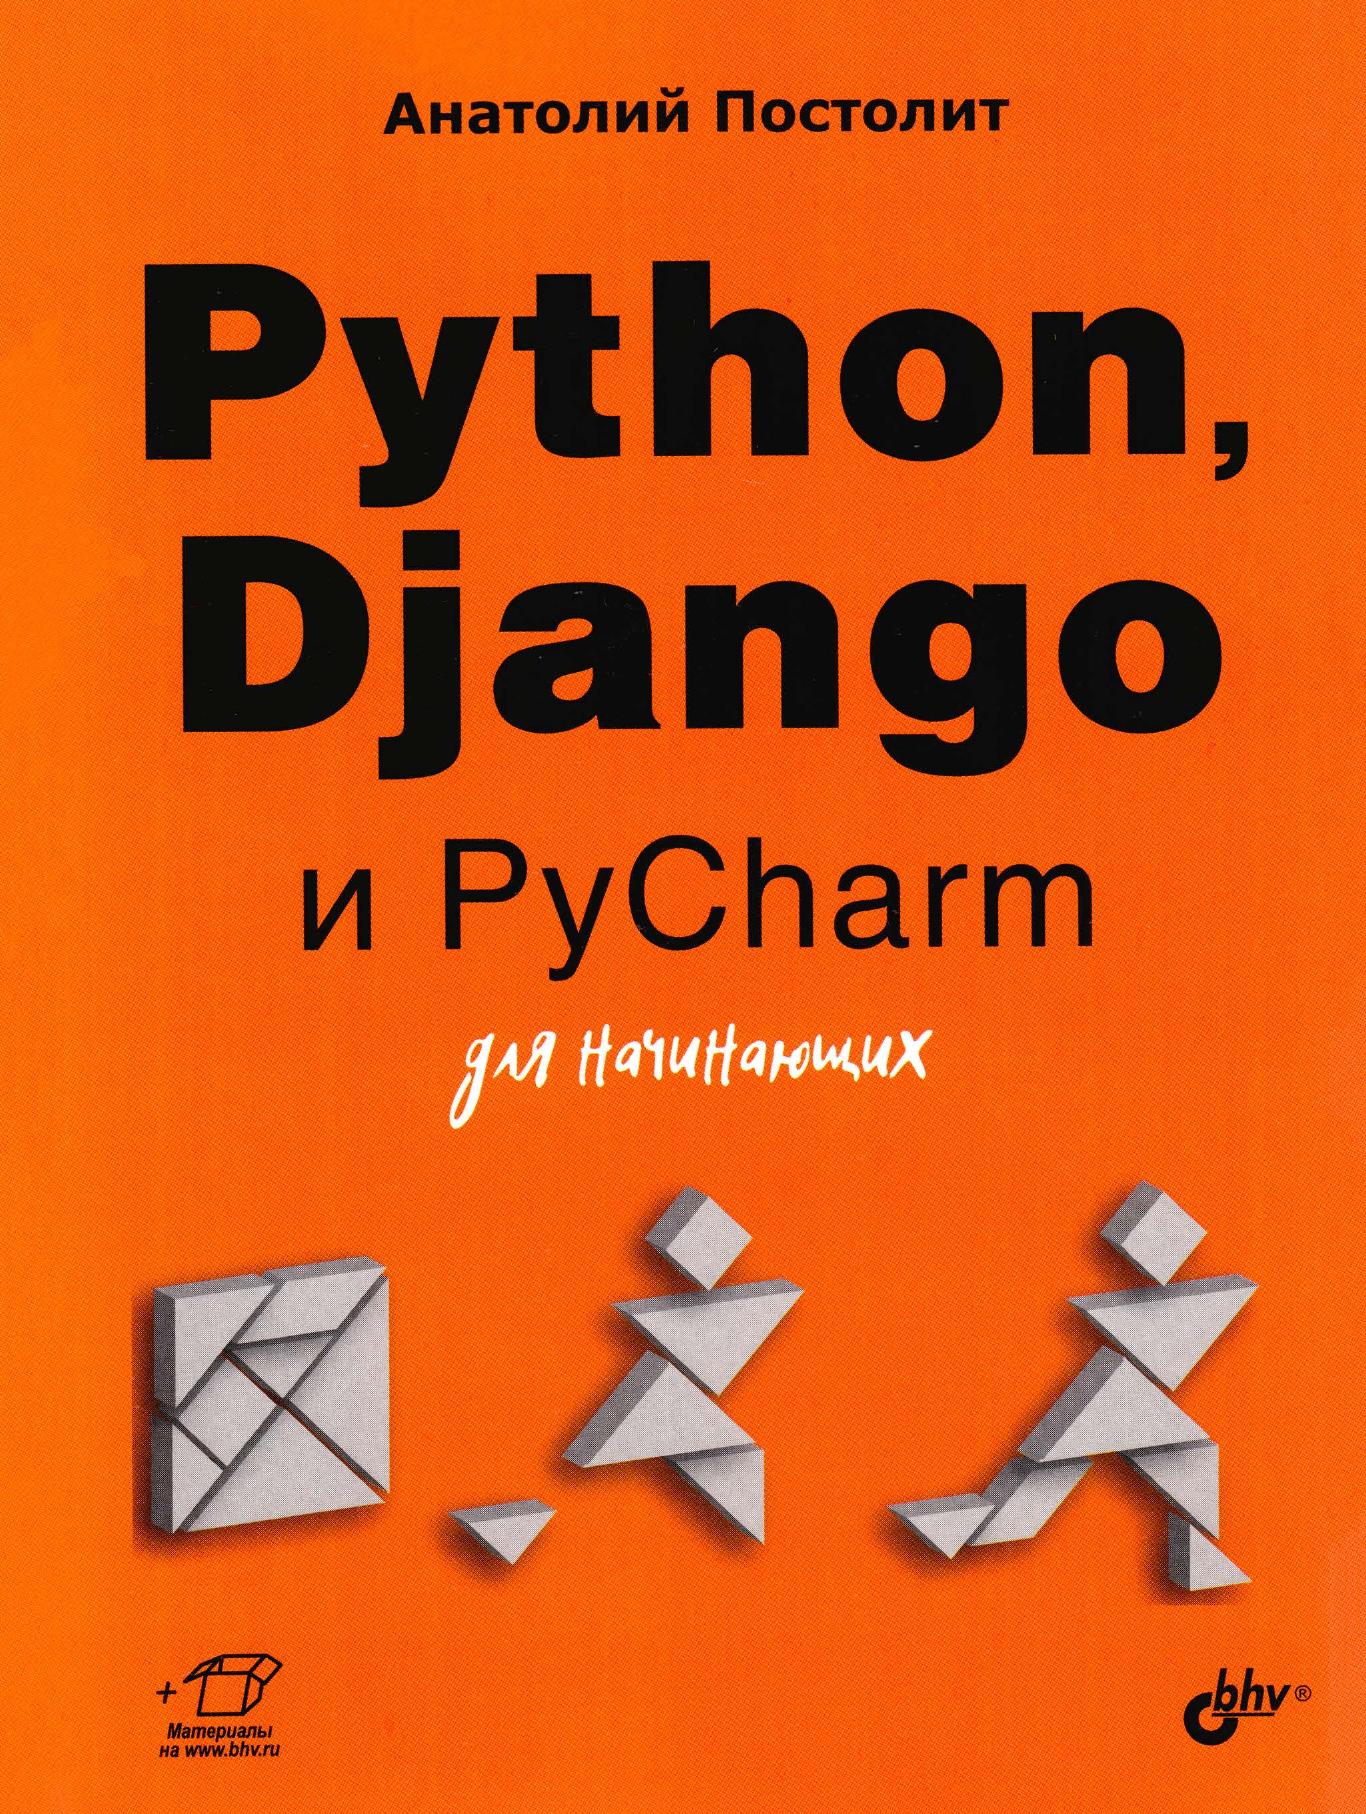 Анатолий Постолит
Python,
Django
и PyCharm
для начинающих
+
Материалы
на www.bhv.ru
bhv®